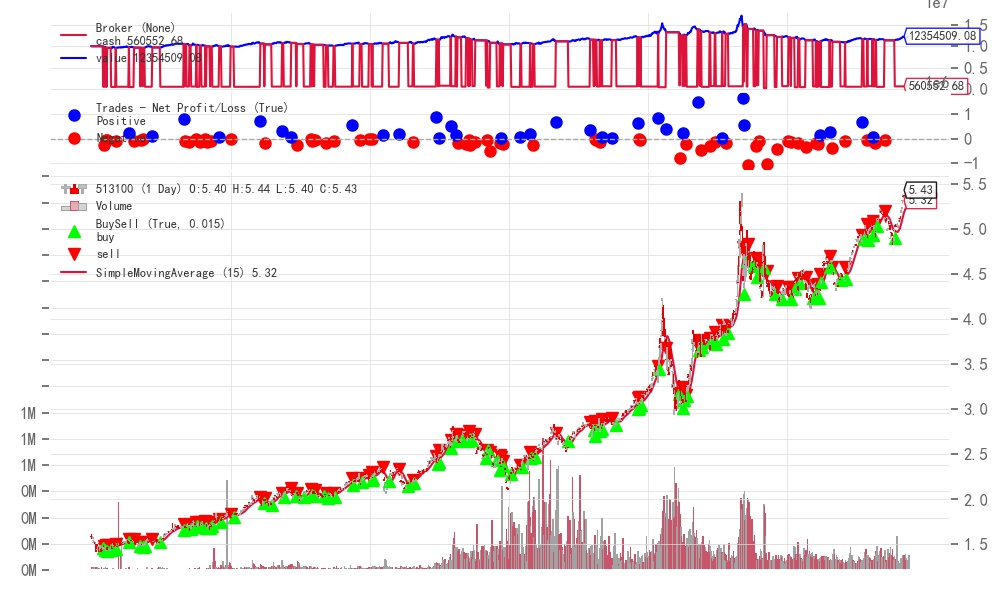 1e7
Broker (None)
cash 560552.68
value 12354509.08
1.5
12354509.08
1.0
0.5
560552.68
0.0
Trades - Net Profit/Loss (True)
Positive
Negative
1
0
−1
513100 (1 Day) O:5.40 H:5.44 L:5.40 C:5.43
Volume
BuySell (True, 0.015)
buy
sell
SimpleMovingAverage (15) 5.32
5.5
5.43
5.32
5.0
4.5
4.0
3.5
3.0
2.5
2.0
1.5
1M
1M
1M
0M
0M
0M
0M